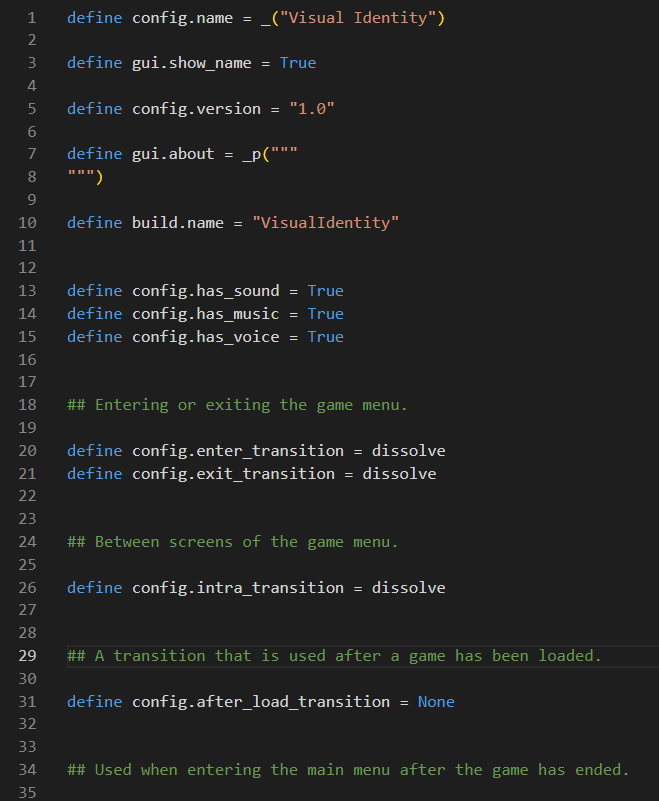 1 define config.name = _("Visual Identity")
2
3 define gui.show_name = True
4
5 define config.version = "1.0"
6
7 define gui.about = _p("""
8 """)
9
10 define build.name = "VisualIdentity"
11
12
13 define config.has_sound = True
14 define config.has_music = True
15 define config.has_voice = True
16
17
18 ## Entering or exiting the game menu.
19
20 define config.enter_transition = dissolve
21 define config.exit_transition = dissolve
22
23
24 ## Between screens of the game menu.
25
26 define config.intra_transition = dissolve
27
28
29 ## A transition that is used after a game has been loaded.
30
31 define config.after_load_transition = None
32
33
34 ## Used when entering the main menu after the game has ended.
35